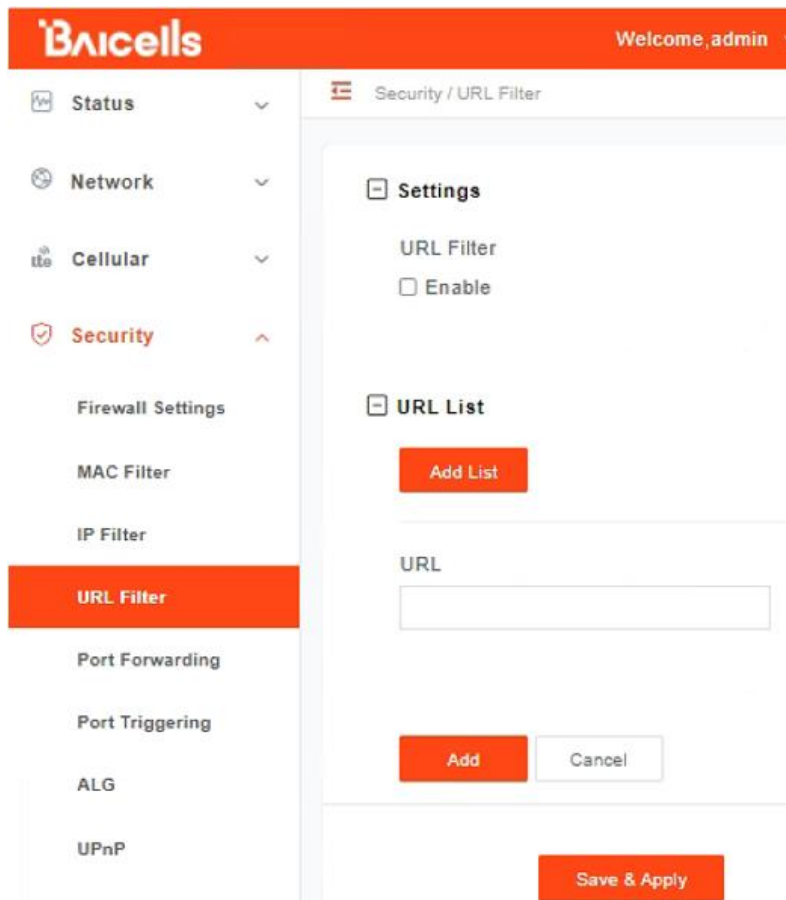 Baicells
Welcome,admin
Status
Network
lte Cellular
Security
Firewall Settings
MAC Filter
IP Filter
URL Filter
Port Forwarding
Port Triggering
ALG
UPnP
Security / URL Filter
Settings
URL Filter
Enable
URL List
Add List
URL
Add Cancel
Save & Apply